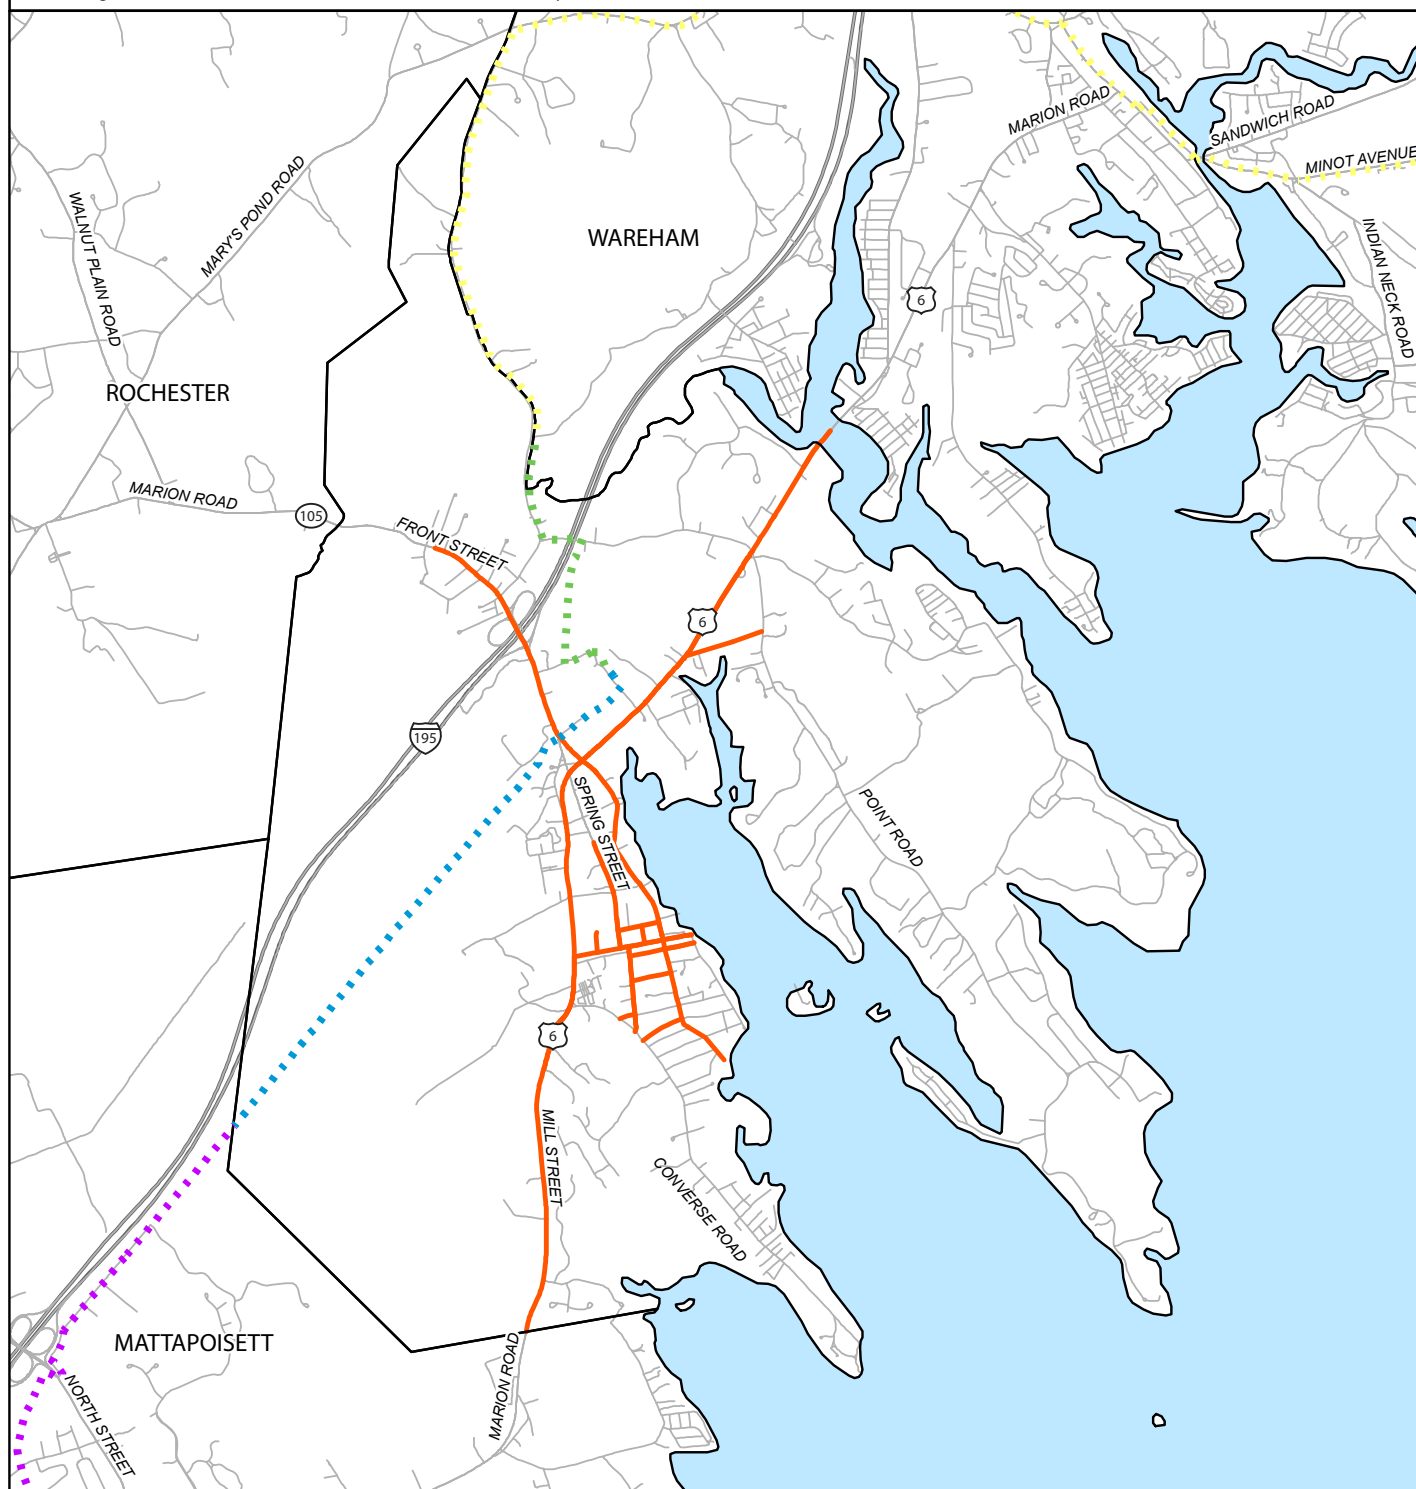 MARION ROAD
SANDWICH ROAD
MINOT AVENUE
MARY'S POND ROAD
WALNUT PLAIN ROAD
WAREHAM
INDIAN NECK ROAD
6
ROCHESTER
MARION ROAD
105
FRONT STREET
6
195
SPRING STREET
POINT ROAD
6
MILL STREET
CONVERSE ROAD
MATTAPOISETT
MARION ROAD
NORTH STREET